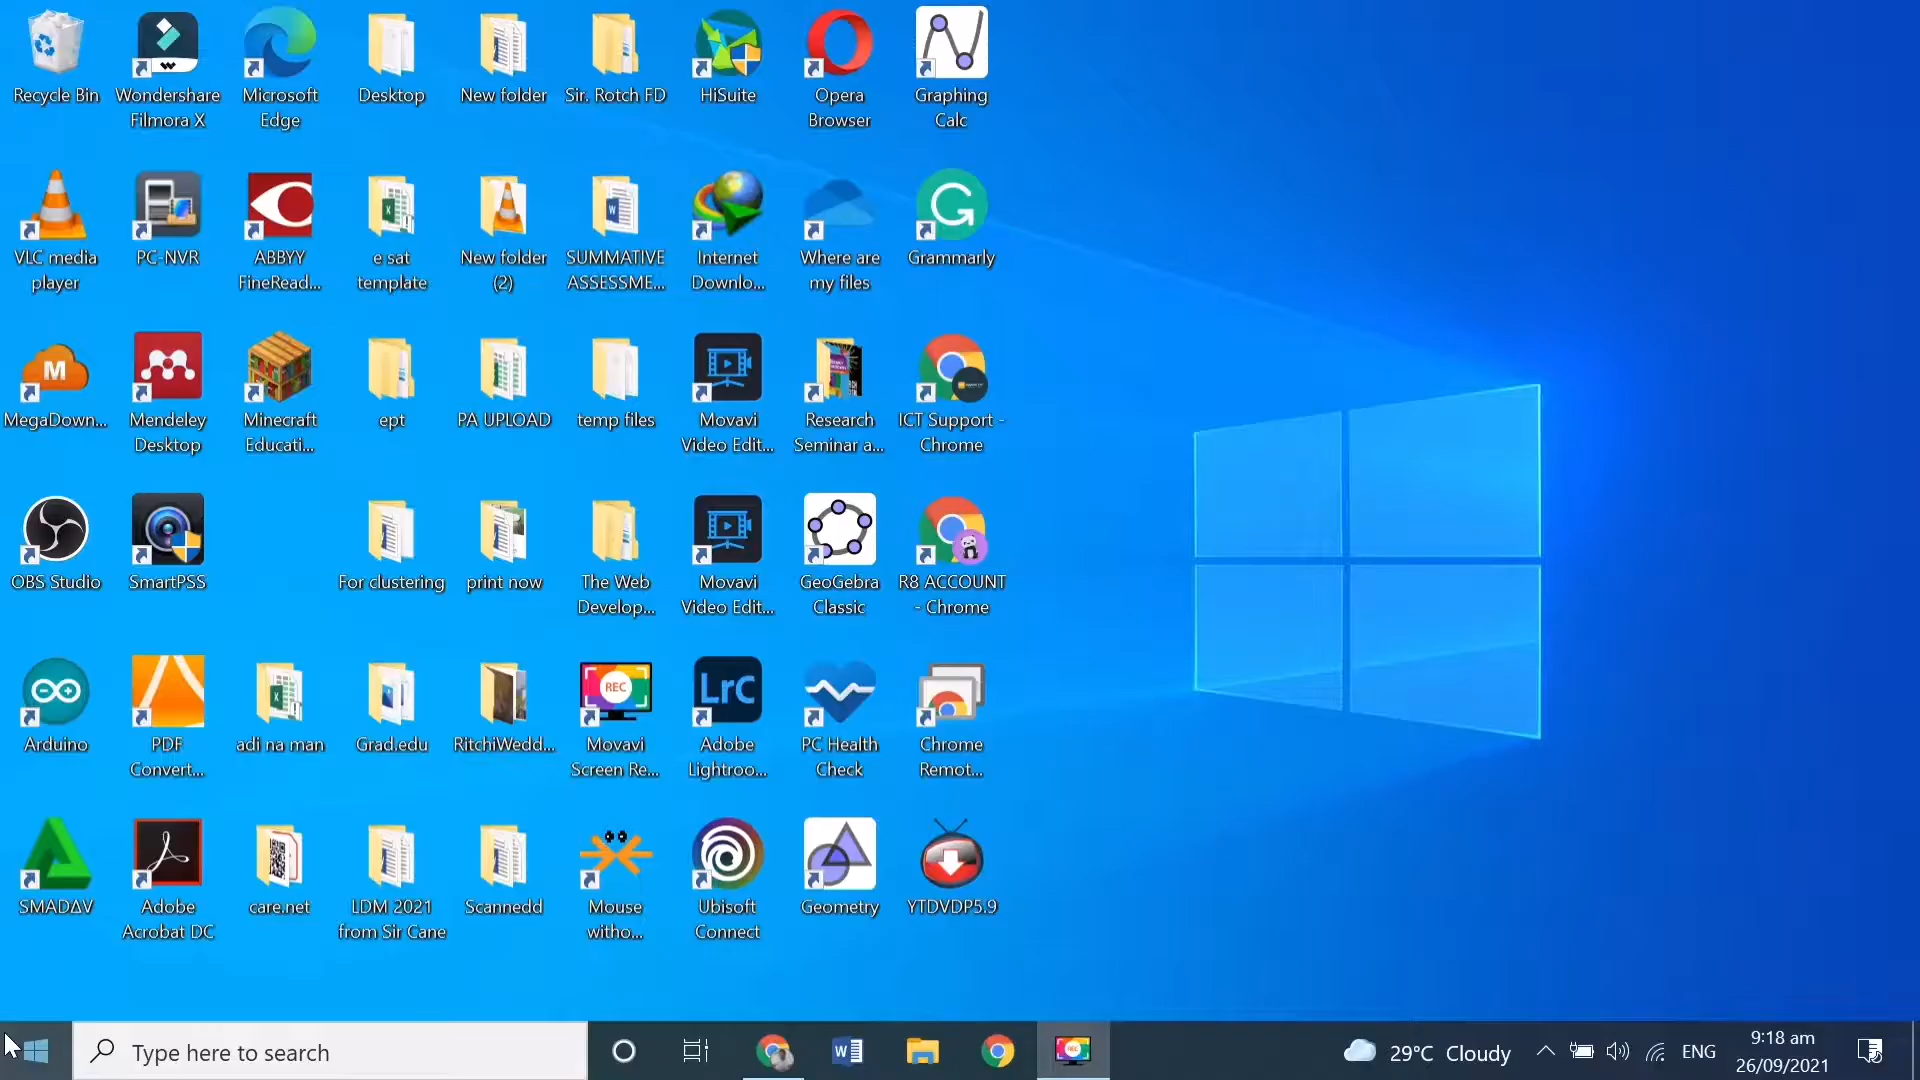 Recycle Bin
Wondershare
Filmora X
Microsoft
Edge
Desktop
New folder
Sir. Rotch FD
HiSuite
Opera
Browser
Graphing
Calc
VLC media
player
PC-NVR
ABBYY
FineRead...
e sat
template
New folder
(2)
SUMMATIVE
ASSESSME...
Internet
Downlo...
Where are
my files
Grammarly
MegaDown...
Mendeley
Desktop
Minecraft
Educati...
ept
PA UPLOAD
temp files
Movavi
Video Edit...
Research
Seminar a...
ICT Support -
Chrome
OBS Studio
SmartPSS
For clustering
print now
The Web
Develop...
Movavi
Video Edit...
GeoGebra
Classic
R8 ACCOUNT
- Chrome
REC
LrC
Arduino
PDF
Convert...
adi na man
Grad.edu
RitchiWedd...
Movavi
Screen Re...
Adobe
Lightroo...
PC Health
Check
Chrome
Remot...
SMADΔV
Adobe
Acrobat DC
care.net
LDM 2021
from Sir Cane
Scannedd
Mouse
witho...
Ubisoft
Connect
Geometry
YTDVDP5.9
Type here to search
29°C Cloudy
ENG
9:18 am
26/09/2021